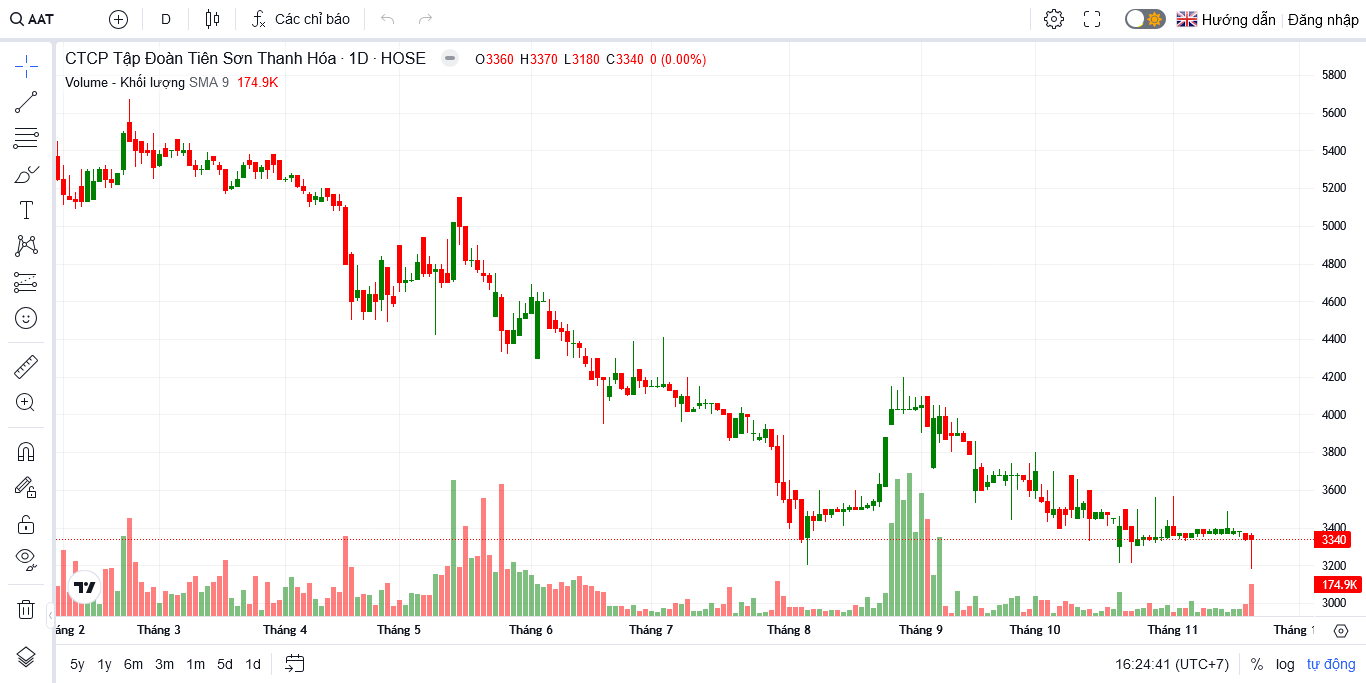 AAT D Các chỉ báo Hướng dẫn Đăng nhập
CTCP Tập Đoàn Tiên Sơn Thanh Hóa · 1D · HOSE O3360 H3370 L3180 C3340 0 (0.00%)
Volume - Khối lượng SMA 9 174.9K
5800
5600
5400
5200
5000
4800
4600
4400
4200
4000
3800
3600
3400
3340
3200
174.9K
3000
áng 2 Tháng 3 Tháng 4 Tháng 5 Tháng 6 Tháng 7 Tháng 8 Tháng 9 Tháng 10 Tháng 11 Tháng 1
5y 1y 6m 3m 1m 5d 1d 16:24:41 (UTC+7) % log tự động